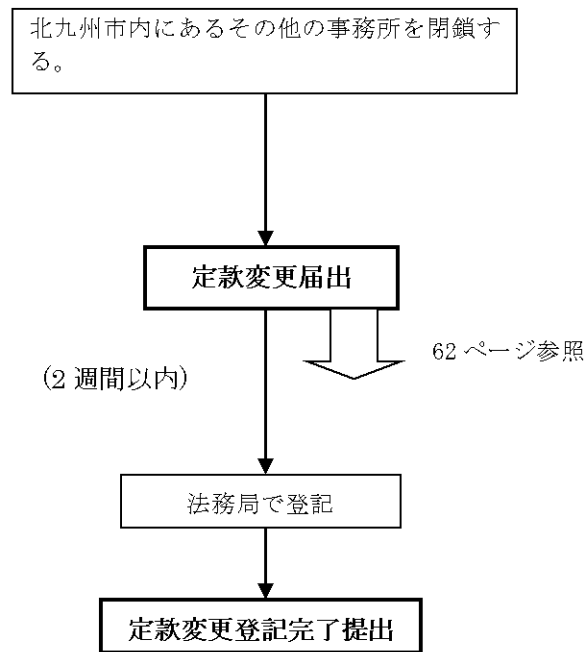 北九州市内にあるその他の事務所を閉鎖す
る。
定款変更届出
62 ページ参照
(2 週間以内)
法務局で登記
定款変更登記完了提出